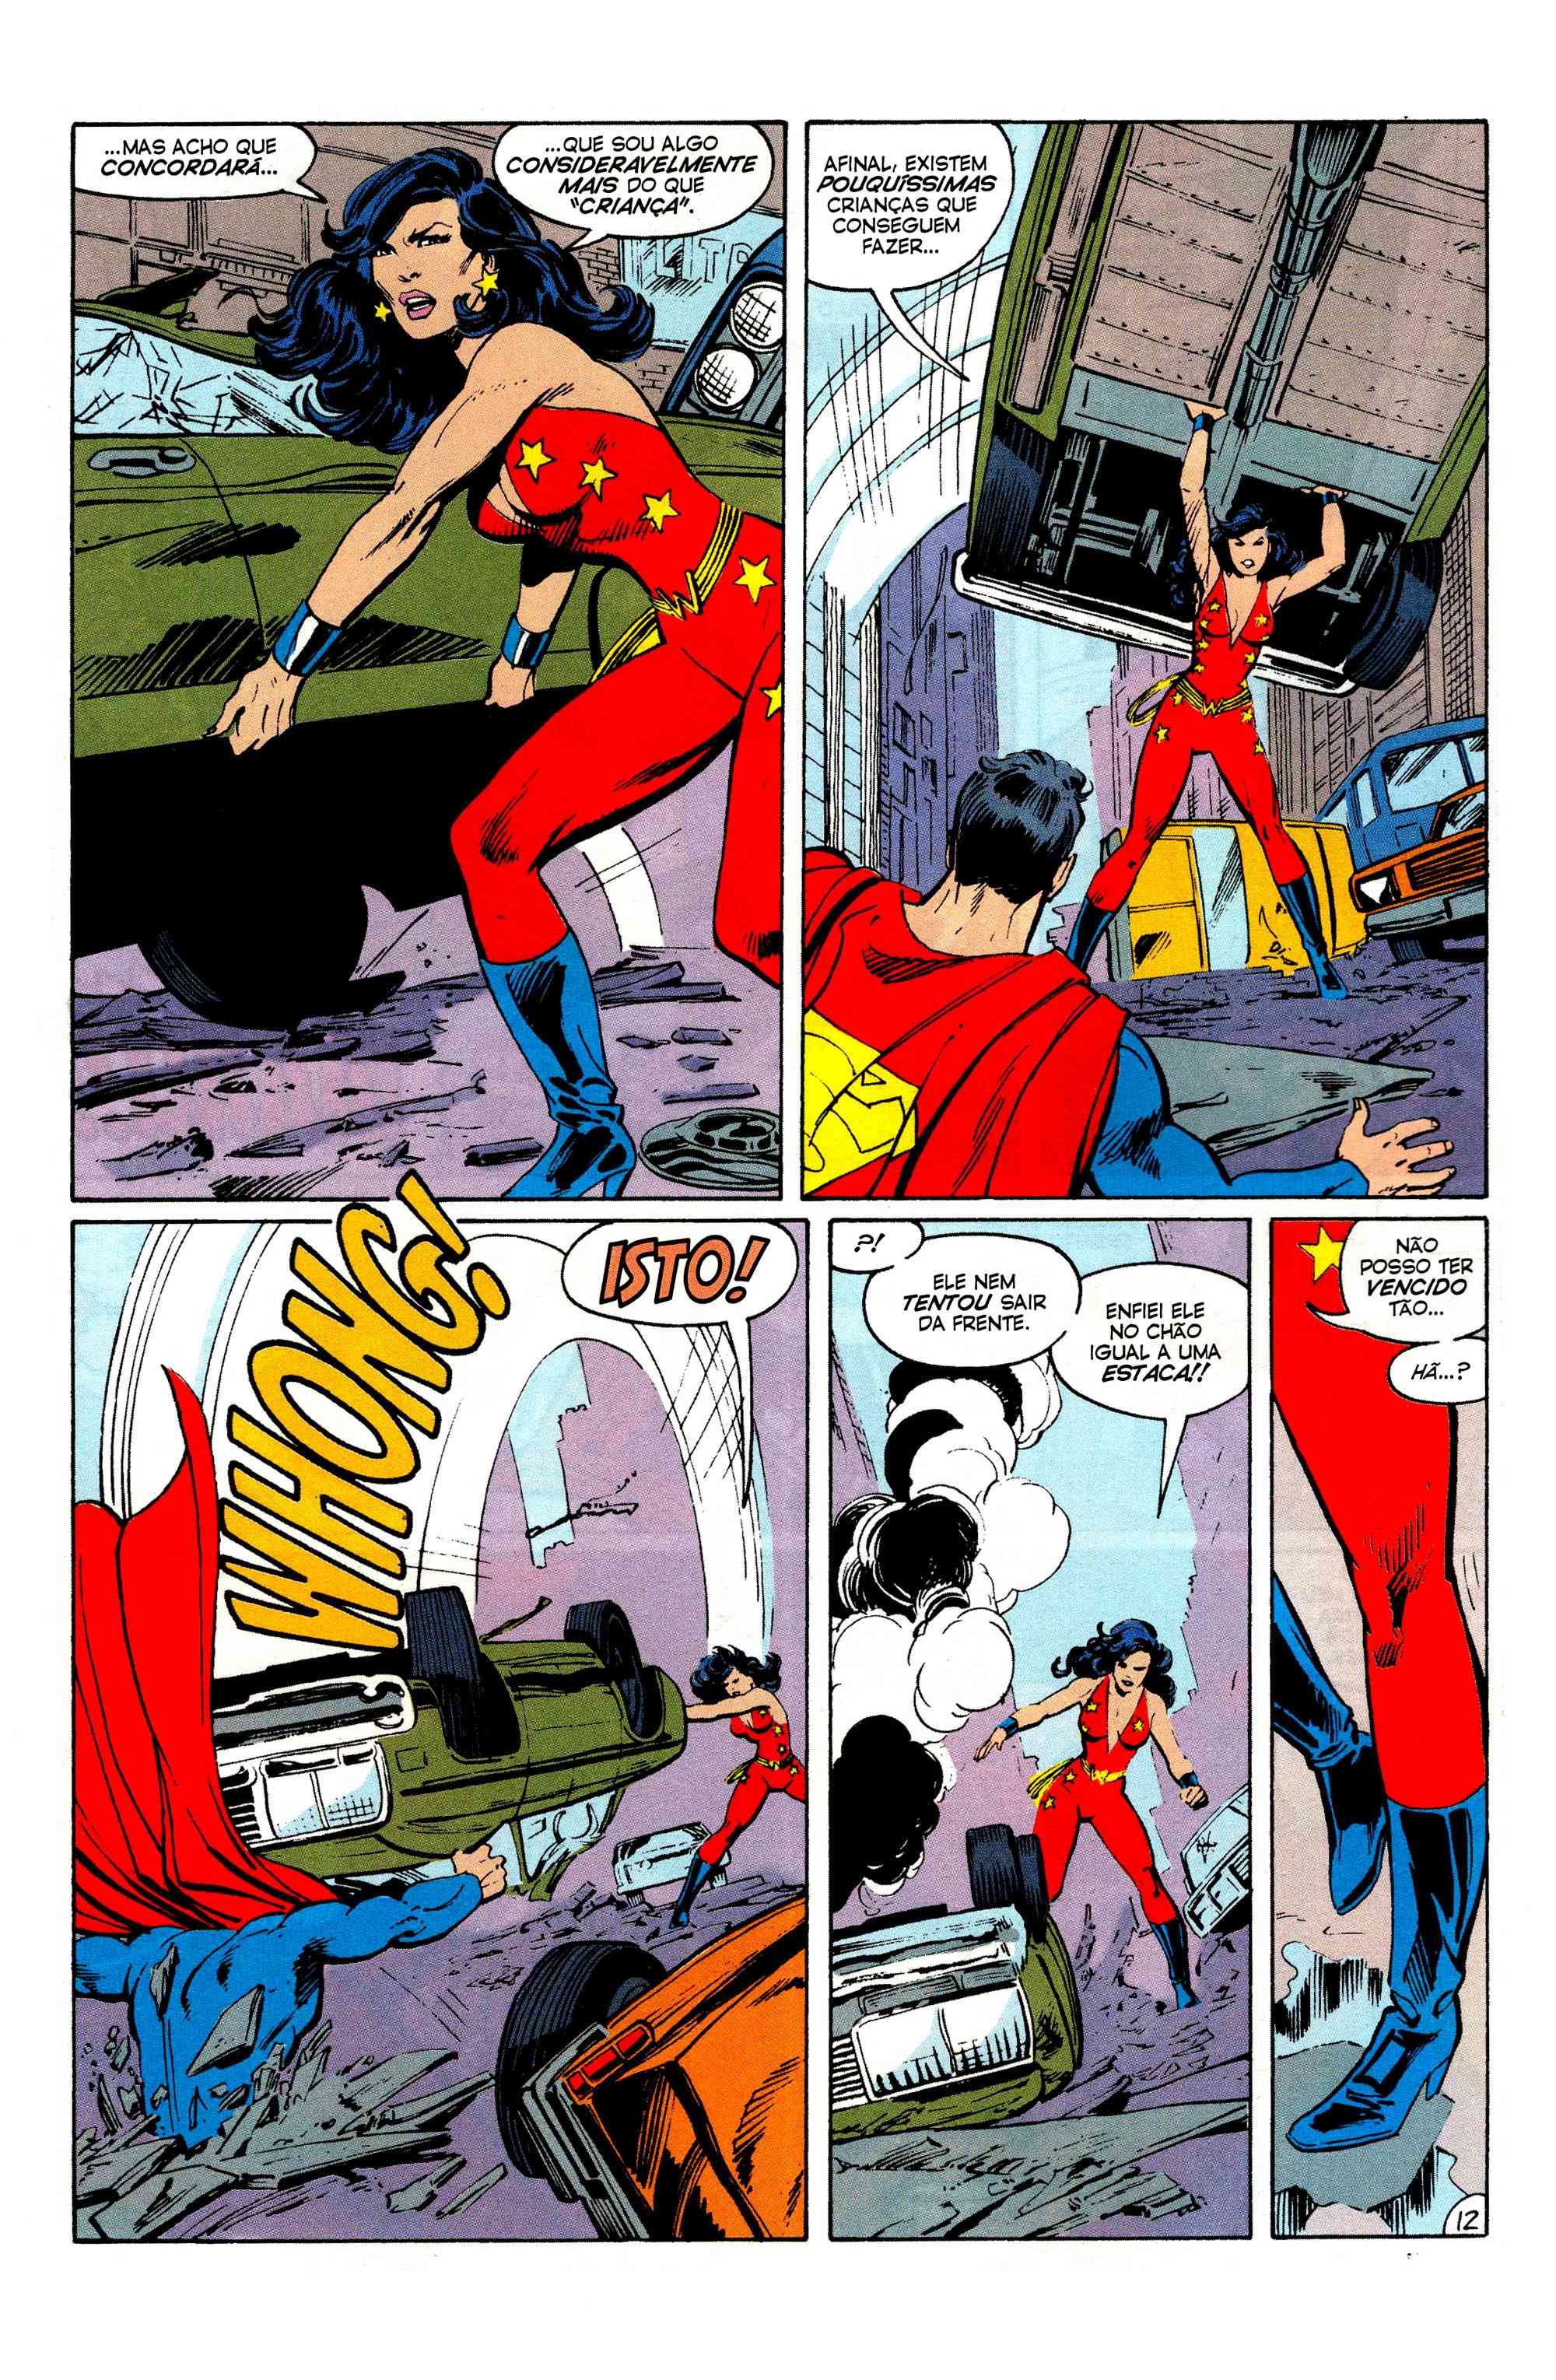 ...MAS ACHO QUE
CONCORDARÁ...
...QUE SOU ALGO
CONSIDERAVELMENTE
MAIS DO QUE
"CRIANÇA".
AFINAL, EXISTEM
POUQUÍSSIMAS
CRIANÇAS QUE
CONSEGUEM
FAZER...
ISTO!
WHONG!
?!
ELE NEM
TENTOU SAIR
DA FRENTE.
ENFIEI ELE
NO CHÃO
IGUAL A UMA
ESTACA!!
NÃO
POSSO TER
VENCIDO
TÃO...
HÃ...?
12